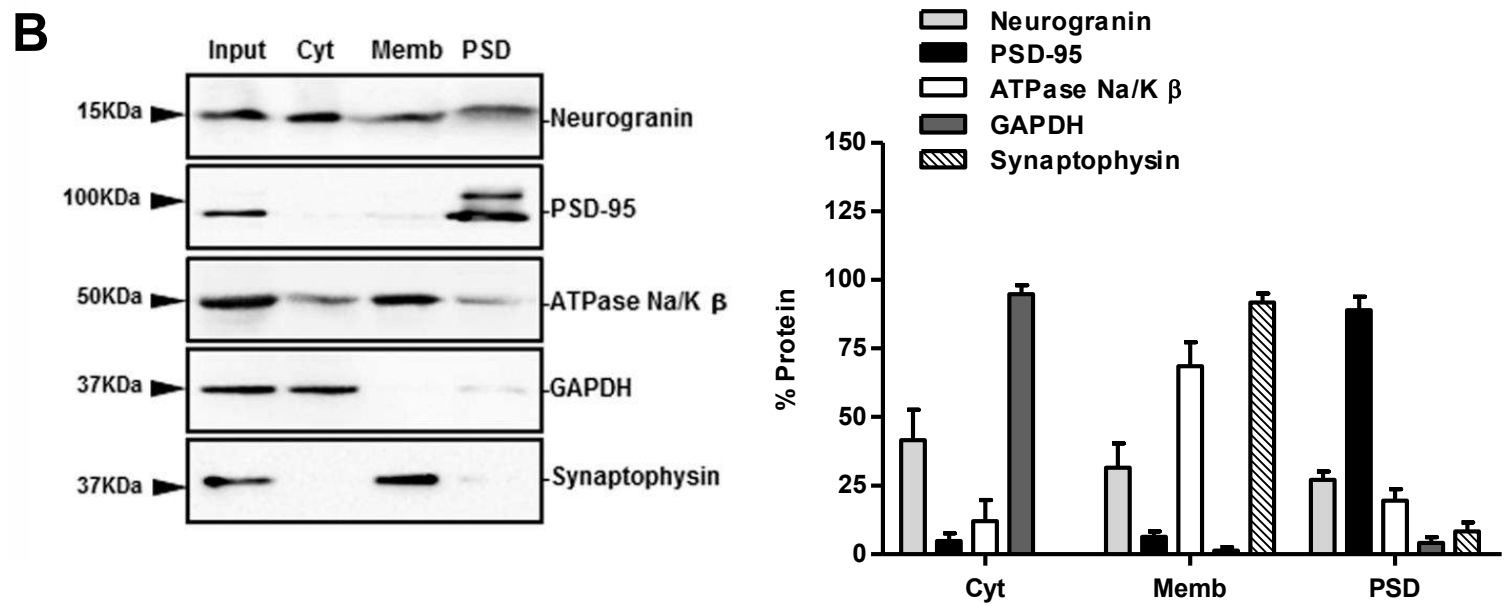 B
Input Cyt Memb PSD
15KDa Neurogranin
100KDa PSD-95
50KDa ATPase Na/K β
37KDa GAPDH
37KDa Synaptophysin
Neurogranin
PSD-95
ATPase Na/K β
GAPDH
Synaptophysin
% Protein
150
125
100
75
50
25
0
Cyt Memb PSD